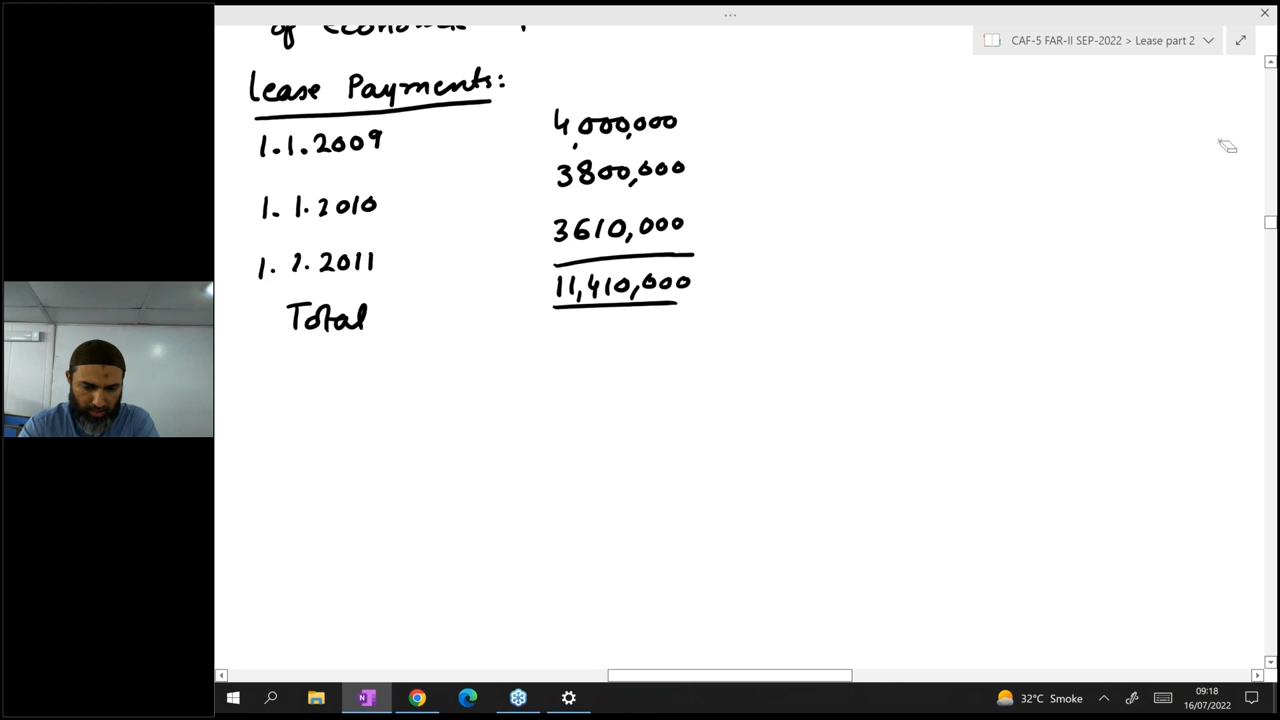 CAF-5 FAR-II SEP-2022 > Lease part 2
of economic
Lease Payments:
1.1.2009 4,000,000
1.1.2010 3800,000
1.1.2011 3610,000
Total 11,410,000
32°C Smoke
09:18
16/07/2022